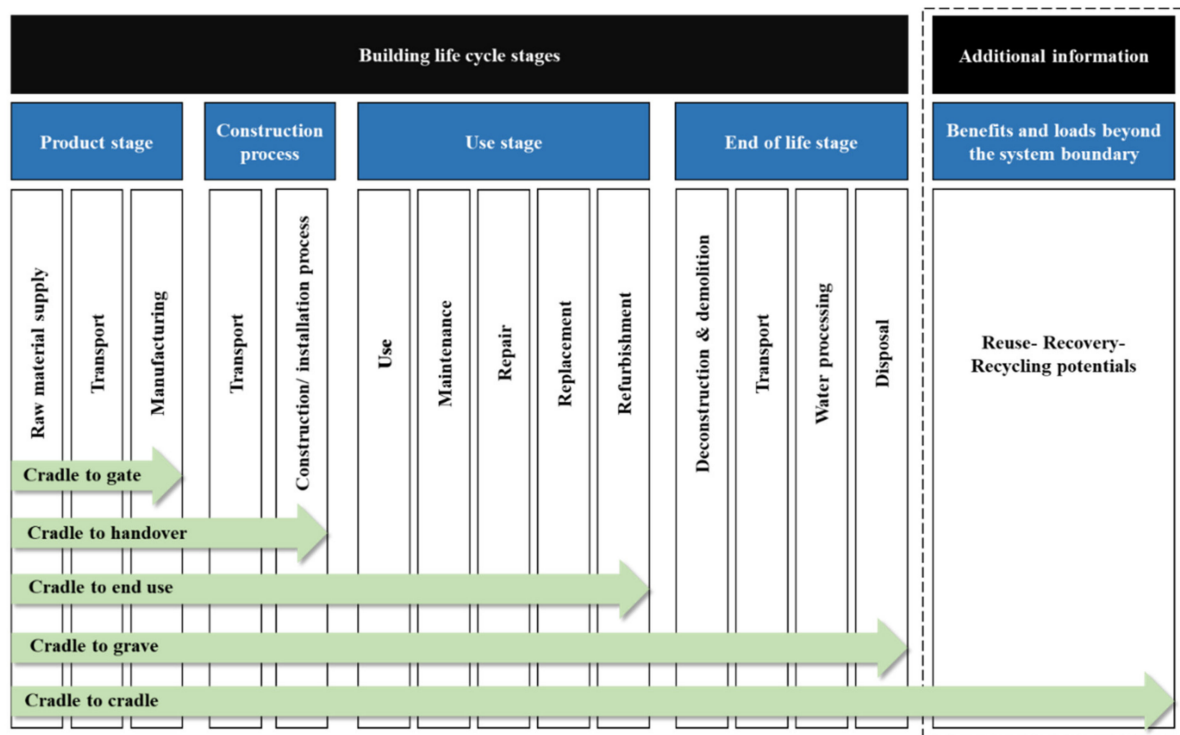 Building life cycle stages
Additional information
Product stage
Construction
process
Use stage
End of life stage
Benefits and loads beyond
the system boundary
Raw material supply
Transport
Manufacturing
Transport
Construction/ installation process
Use
Maintenance
Repair
Replacement
Refurbishment
Deconstruction & demolition
Transport
Water processing
Disposal
Reuse- Recovery-
Recycling potentials
Cradle to gate
Cradle to handover
Cradle to end use
Cradle to grave
Cradle to cradle